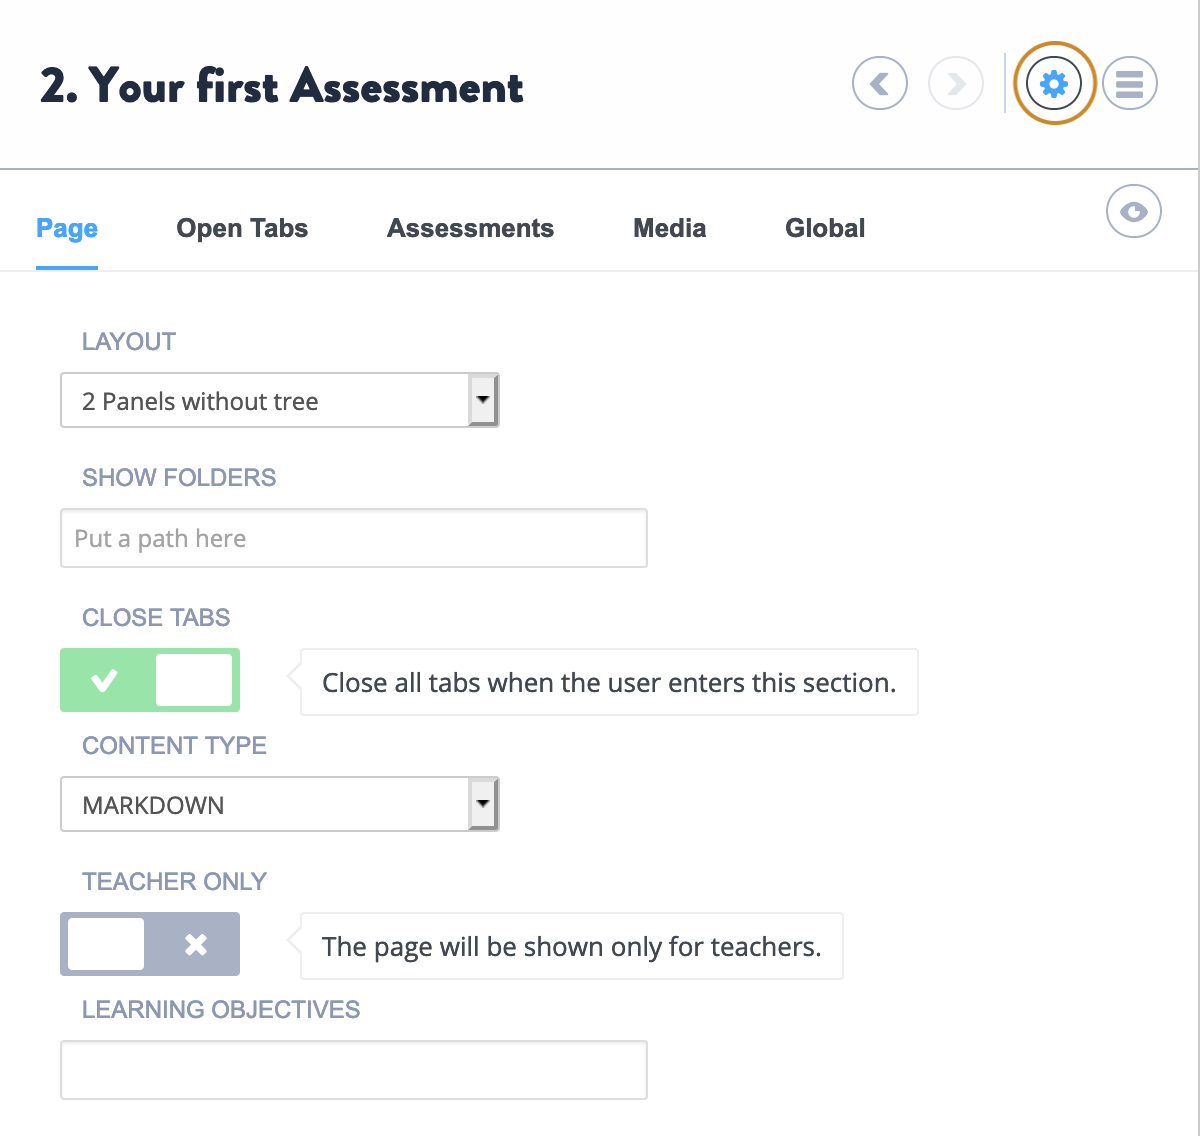 2. Your first Assessment
Page Open Tabs Assessments Media Global
LAYOUT
2 Panels without tree
SHOW FOLDERS
Put a path here
CLOSE TABS
Close all tabs when the user enters this section.
CONTENT TYPE
MARKDOWN
TEACHER ONLY
The page will be shown only for teachers.
LEARNING OBJECTIVES